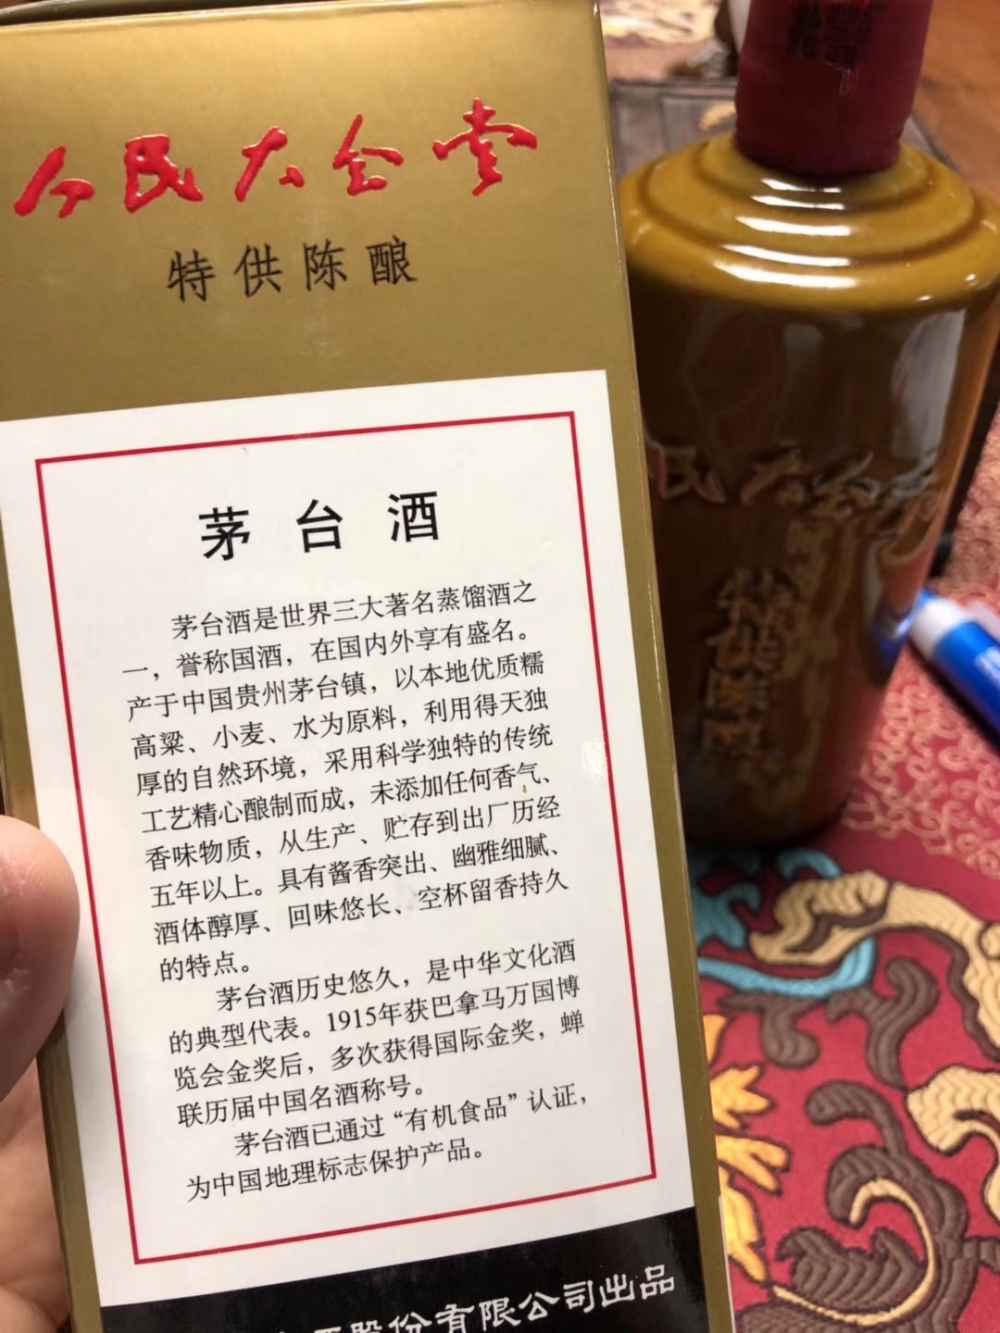 人民大会堂
特供陈酿
茅台酒
茅台酒是世界三大著名蒸馏酒之
一，誉称国酒，在国内外享有盛名。
产于中国贵州茅台镇，以本地优质糯
高粱、小麦、水为原料，利用得天独
厚的自然环境，采用科学独特的传统
工艺精心酿制而成，未添加任何香气、
香味物质，从生产、贮存到出厂历经
五年以上。具有酱香突出、幽雅细腻、
酒体醇厚、回味悠长、空杯留香持久
的特点。
茅台酒历史悠久，是中华文化酒
的典型代表。1915年获巴拿马万国博
览会金奖后，多次获得国际金奖，蝉
联历届中国名酒称号。
茅台酒已通过“有机食品”认证，
为中国地理标志保护产品。
股份有限公司出品
民大会堂
特供陈酿